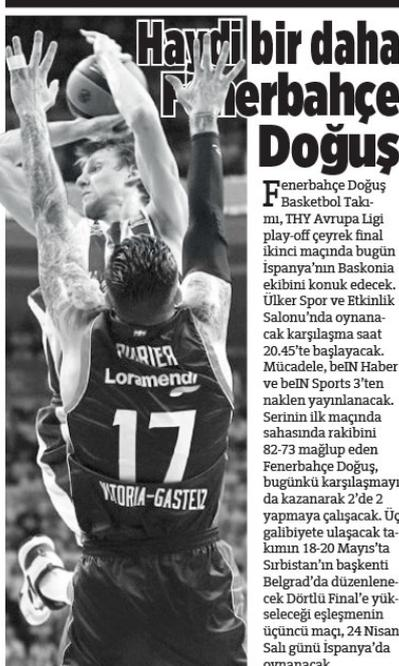 Haydi bir daha
Fenerbahçe
Doğuş
Fenerbahçe Doğuş
Basketbol Takı-
mı, THY Avrupa Ligi
play-off çeyrek final
ikinci maçında bugün
İspanya'nın Baskonia
ekibini konuk edecek.
Ülker Spor ve Etkinlik
Salonu'nda oynana-
cak karşılaşma saat
20.45'te başlayacak.
Mücadele, beIN Haber
ve beIN Sports 3'ten
naklen yayınlanacak.
Serinin ilk maçında
sahasında rakibini
82-73 mağlup eden
Fenerbahçe Doğuş,
bugünkü karşılaşmayı
da kazanarak 2'de 2
yapmaya çalışacak. Üç
galibiyete ulaşacak ta-
kımın 18-20 Mayıs'ta
Sırbistan'ın başkenti
Belgrad'da düzenlene-
cek Dörtlü Final'e yük-
seleceği eşleşmenin
üçüncü maçı, 24 Nisan
Salı günü İspanya'da
oynanacak.
POIRIER
Loramendi
17
VITORIA-GASTEIZ